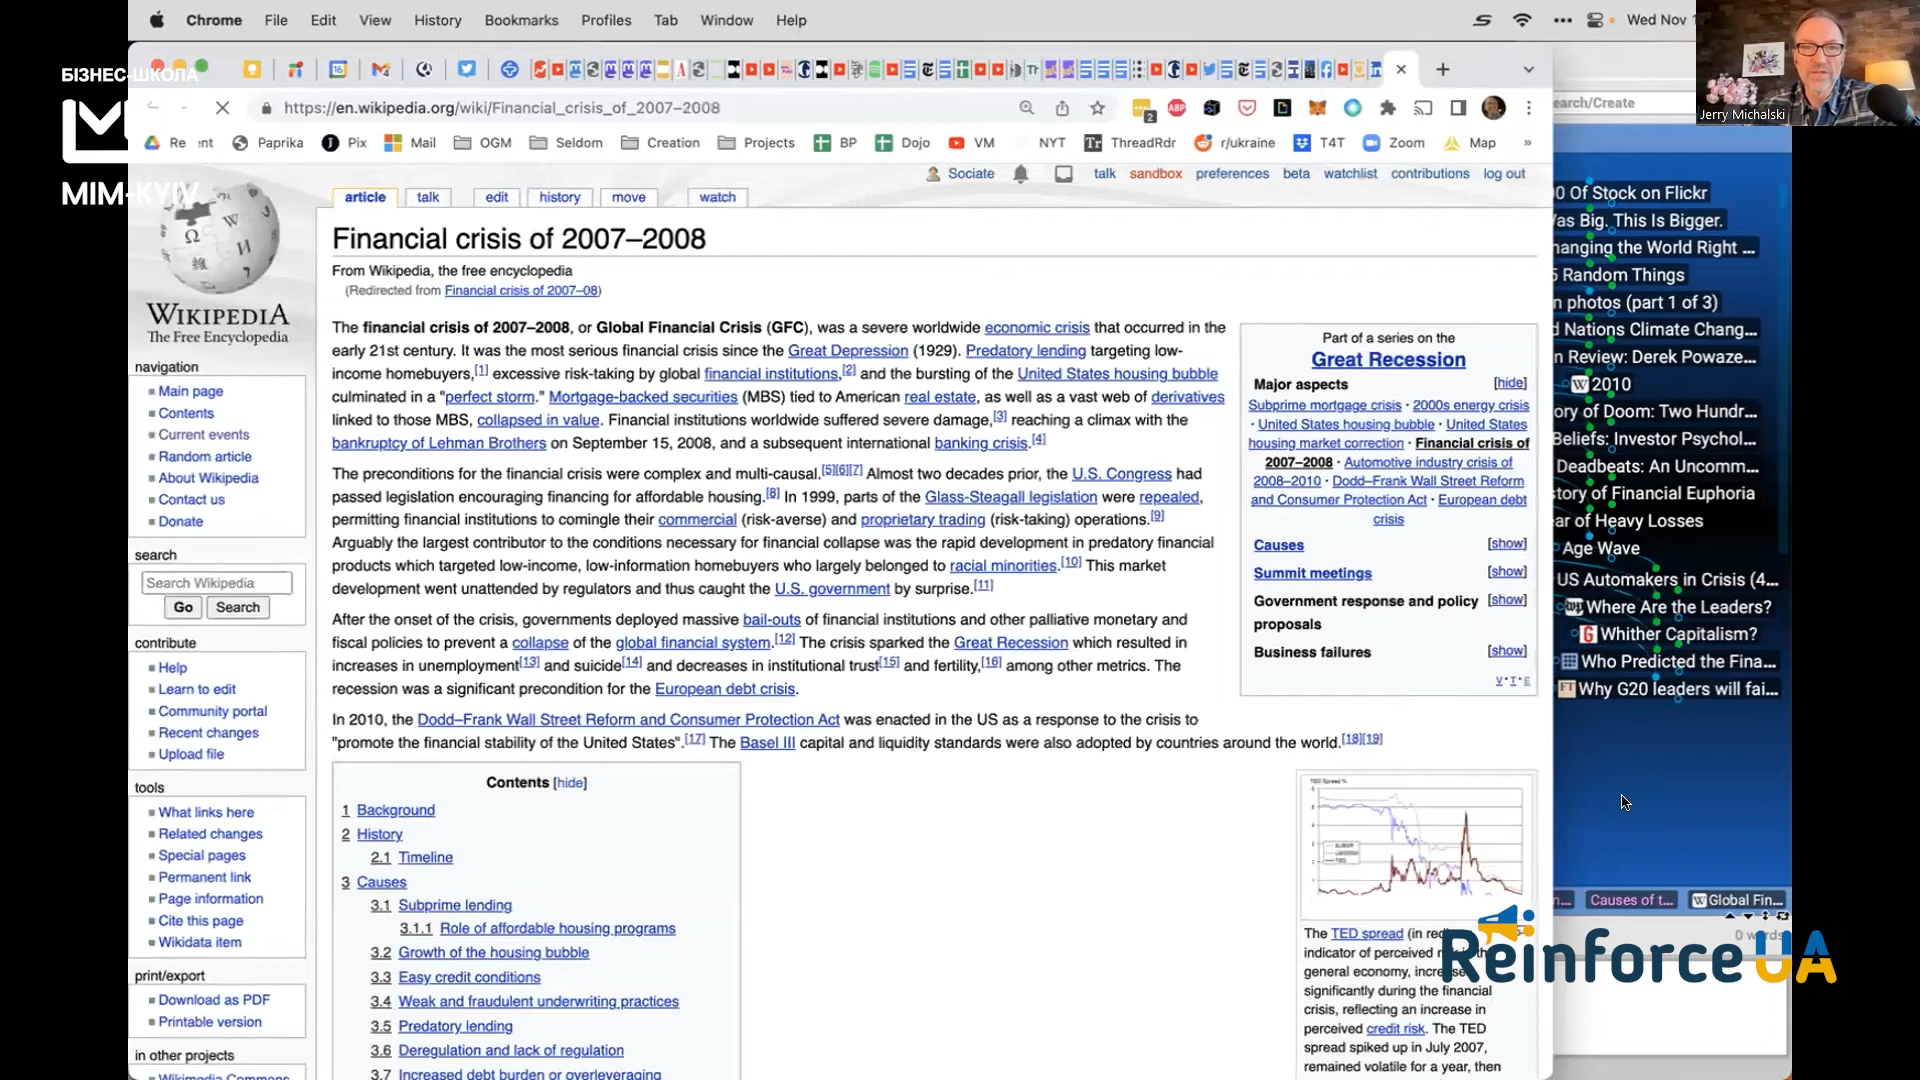 Chrome File Edit View History Bookmarks Profiles Tab Window Help
Wed Nov 1
БІЗНЕС-ШКОЛА
MIM-KYIV
Jerry Michalski
https://en.wikipedia.org/wiki/Financial_crisis_of_2007–2008
Paprika Pix Mail OGM Seldom Creation Projects BP Dojo VM NYT ThreadRdr r/ukraine T4T Zoom Map »
Sociate talk sandbox preferences beta watchlist contributions log out
article talk edit history move watch
WIKIPEDIA
The Free Encyclopedia
navigation
Main page
Contents
Current events
Random article
About Wikipedia
Contact us
Donate
search
Search Wikipedia
Go Search
contribute
Help
Learn to edit
Community portal
Recent changes
Upload file
tools
What links here
Related changes
Special pages
Permanent link
Page information
Cite this page
Wikidata item
print/export
Download as PDF
Printable version
in other projects
Wikimedia Commons
Financial crisis of 2007–2008
From Wikipedia, the free encyclopedia
(Redirected from Financial crisis of 2007–08)
The financial crisis of 2007–2008, or Global Financial Crisis (GFC), was a severe worldwide economic crisis that occurred in the
early 21st century. It was the most serious financial crisis since the Great Depression (1929). Predatory lending targeting low-
income homebuyers,[1] excessive risk-taking by global financial institutions,[2] and the bursting of the United States housing bubble
culminated in a "perfect storm." Mortgage-backed securities (MBS) tied to American real estate, as well as a vast web of derivatives
linked to those MBS, collapsed in value. Financial institutions worldwide suffered severe damage,[3] reaching a climax with the
bankruptcy of Lehman Brothers on September 15, 2008, and a subsequent international banking crisis.[4]
The preconditions for the financial crisis were complex and multi-causal.[5][6][7] Almost two decades prior, the U.S. Congress had
passed legislation encouraging financing for affordable housing.[8] In 1999, parts of the Glass-Steagall legislation were repealed,
permitting financial institutions to comingle their commercial (risk-averse) and proprietary trading (risk-taking) operations.[9]
Arguably the largest contributor to the conditions necessary for financial collapse was the rapid development in predatory financial
products which targeted low-income, low-information homebuyers who largely belonged to racial minorities.[10] This market
development went unattended by regulators and thus caught the U.S. government by surprise.[11]
After the onset of the crisis, governments deployed massive bail-outs of financial institutions and other palliative monetary and
fiscal policies to prevent a collapse of the global financial system.[12] The crisis sparked the Great Recession which resulted in
increases in unemployment[13] and suicide[14] and decreases in institutional trust[15] and fertility,[16] among other metrics. The
recession was a significant precondition for the European debt crisis.
In 2010, the Dodd–Frank Wall Street Reform and Consumer Protection Act was enacted in the US as a response to the crisis to
"promote the financial stability of the United States".[17] The Basel III capital and liquidity standards were also adopted by countries around the world.[18][19]
Part of a series on the
Great Recession
Major aspects [hide]
Subprime mortgage crisis · 2000s energy crisis
· United States housing bubble · United States
housing market correction · Financial crisis of
2007–2008 · Automotive industry crisis of
2008–2010 · Dodd–Frank Wall Street Reform
and Consumer Protection Act · European debt
crisis
Causes [show]
Summit meetings [show]
Government response and policy [show]
proposals
Business failures [show]
V·T·E
Contents [hide]
1 Background
2 History
2.1 Timeline
3 Causes
3.1 Subprime lending
3.1.1 Role of affordable housing programs
3.2 Growth of the housing bubble
3.3 Easy credit conditions
3.4 Weak and fraudulent underwriting practices
3.5 Predatory lending
3.6 Deregulation and lack of regulation
3.7 Increased debt burden or overleveraging
TED Spread %
The TED spread (in red
indicator of perceived
general economy,
significantly during the financial
crisis, reflecting an increase in
perceived credit risk. The TED
spread spiked up in July 2007,
remained volatile for a year, then
earch/Create
0 Of Stock on Flickr
as Big. This Is Bigger.
hanging the World Right ...
5 Random Things
n photos (part 1 of 3)
d Nations Climate Chang...
n Review: Derek Powaze...
2010
ory of Doom: Two Hundr...
Beliefs: Investor Psychol...
Deadbeats: An Uncomm...
story of Financial Euphoria
ear of Heavy Losses
Age Wave
US Automakers in Crisis (4...
Where Are the Leaders?
Whither Capitalism?
Who Predicted the Fina...
Why G20 leaders will fai...
n... Causes of t... Global Fin...
0 words
Reinforce UA